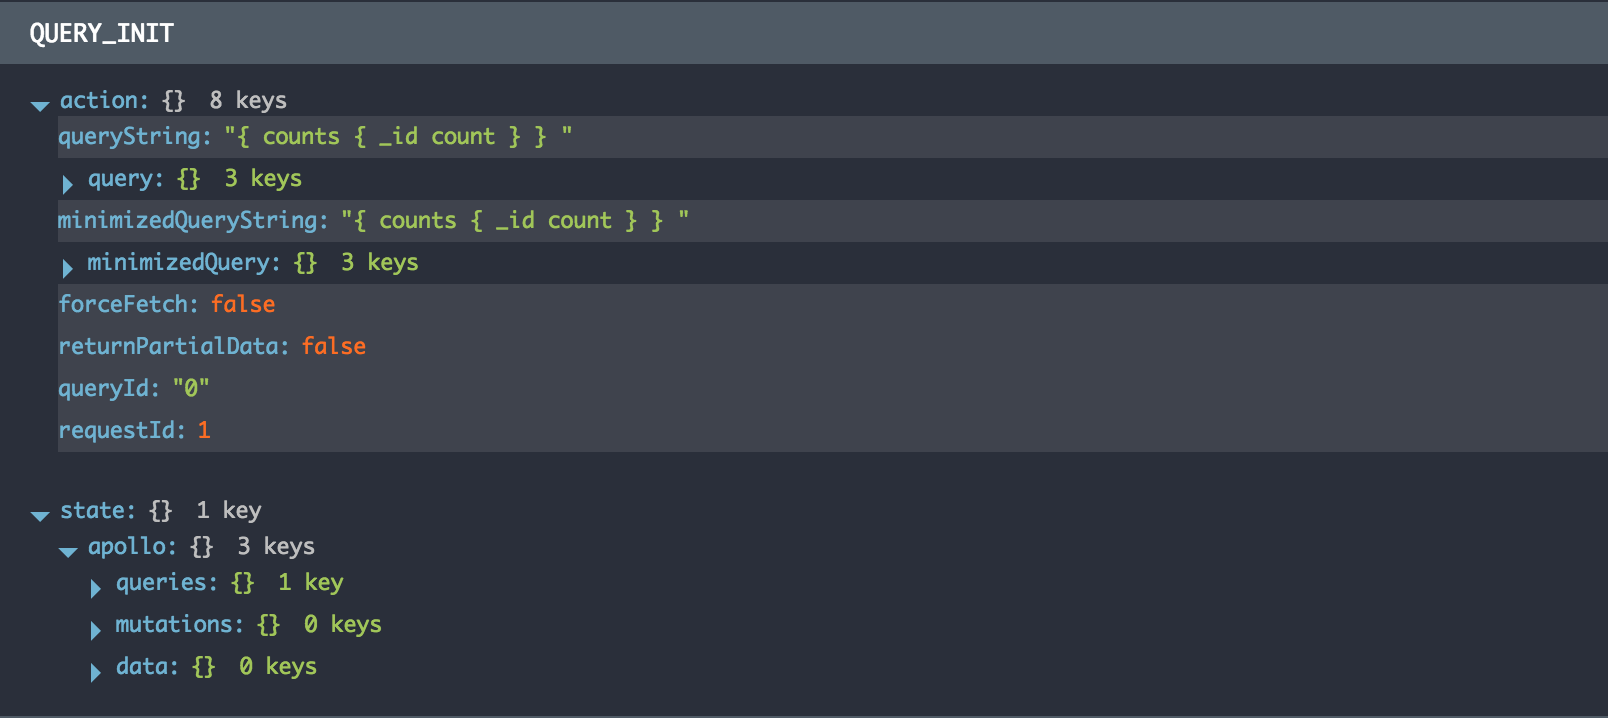 QUERY_INIT
action: {} 8 keys
queryString: "{ counts { _id count } } "
query: {} 3 keys
minimizedQueryString: "{ counts { _id count } } "
minimizedQuery: {} 3 keys
forceFetch: false
returnPartialData: false
queryId: "0"
requestId: 1
state: {} 1 key
apollo: {} 3 keys
queries: {} 1 key
mutations: {} 0 keys
data: {} 0 keys